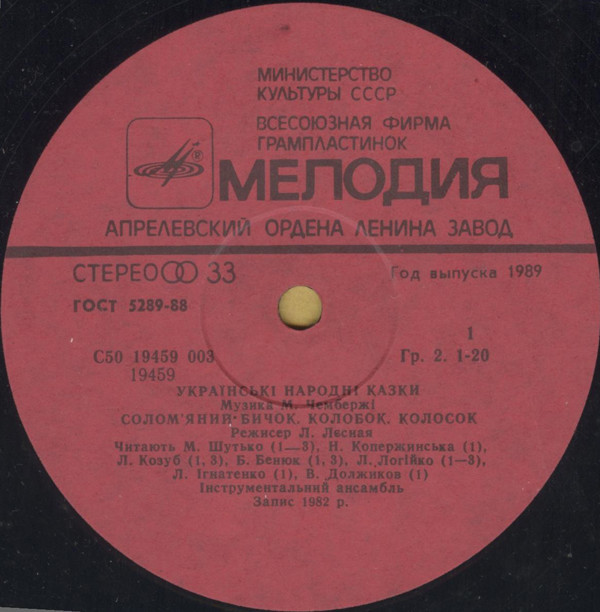 МИНИСТЕРСТВО
КУЛЬТУРЫ СССР
ВСЕСОЮЗНАЯ ФИРМА
ГРАМПЛАСТИНОК
®
МЕЛОДИЯ
АПРЕЛЕВСКИЙ ОРДЕНА ЛЕНИНА ЗАВОД
СТЕРЕО 33
Год выпуска 1989
ГОСТ 5289-88
1
С50 19459 003
Гр. 2. 1-20
19459
УКРАЇНСЬКІ НАРОДНІ КАЗКИ
Музика М. Чембержі
СОЛОМ'ЯНИЙ БИЧОК. КОЛОБОК. КОЛОСОК
Режисер Л. Лєсная
Читають М. Шутько (1—3), Н. Копержинська (1),
Л. Козуб (1, 3), Б. Бенюк (1, 3), Л. Логійко (1—3),
Л. Ігнатенко (1), В. Должиков (1)
Інструментальний ансамбль
Запис 1982 р.